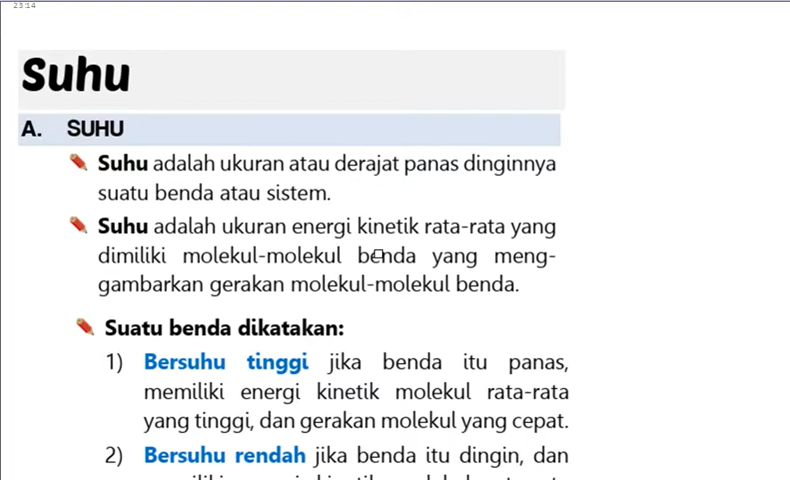 23:14
Suhu
A. SUHU
Suhu adalah ukuran atau derajat panas dinginnya
suatu benda atau sistem.
Suhu adalah ukuran energi kinetik rata-rata yang
dimiliki molekul-molekul benda yang meng-
gambarkan gerakan molekul-molekul benda.
Suatu benda dikatakan:
1) Bersuhu tinggi jika benda itu panas,
memiliki energi kinetik molekul rata-rata
yang tinggi, dan gerakan molekul yang cepat.
2) Bersuhu rendah jika benda itu dingin, dan